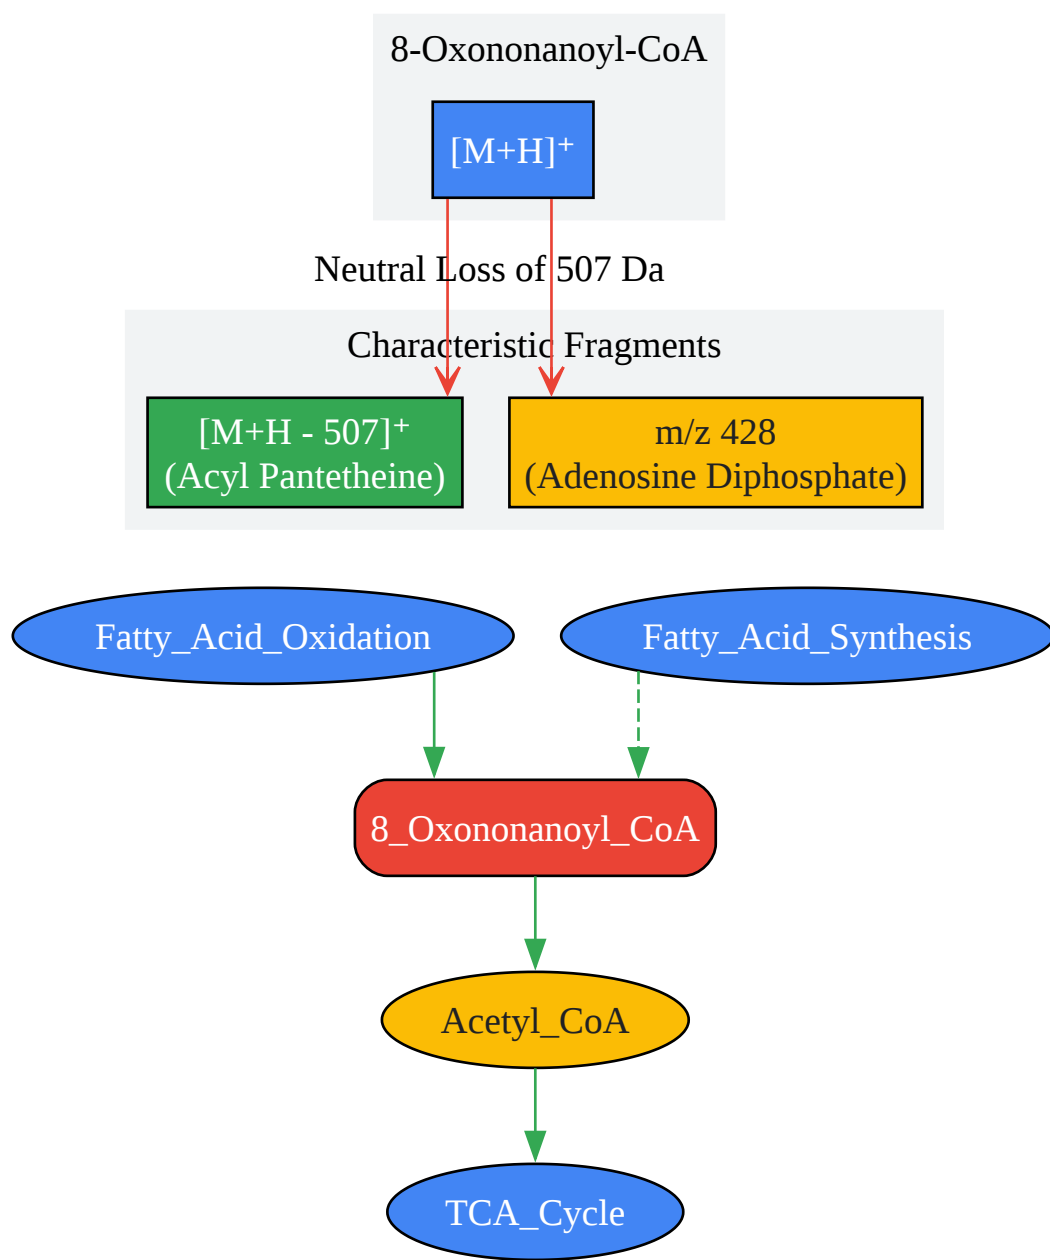 8-Oxononanoyl-CoA
[M+H]⁺
Neutral Loss of 507 Da
Characteristic Fragments
[M+H - 507]⁺
(Acyl Pantetheine)
m/z 428
(Adenosine Diphosphate)
Fatty_Acid_Oxidation
Fatty_Acid_Synthesis
8_Oxononanoyl_CoA
Acetyl_CoA
TCA_Cycle